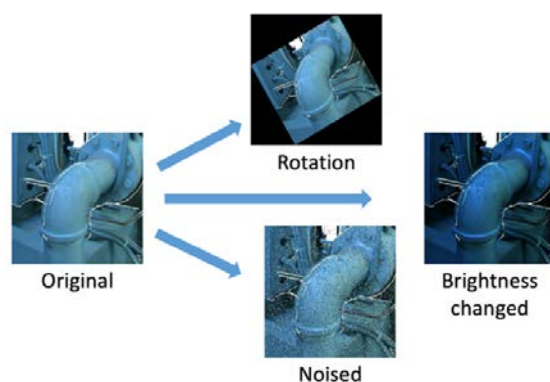 Rotation
Original
Brightness
changed
Noised